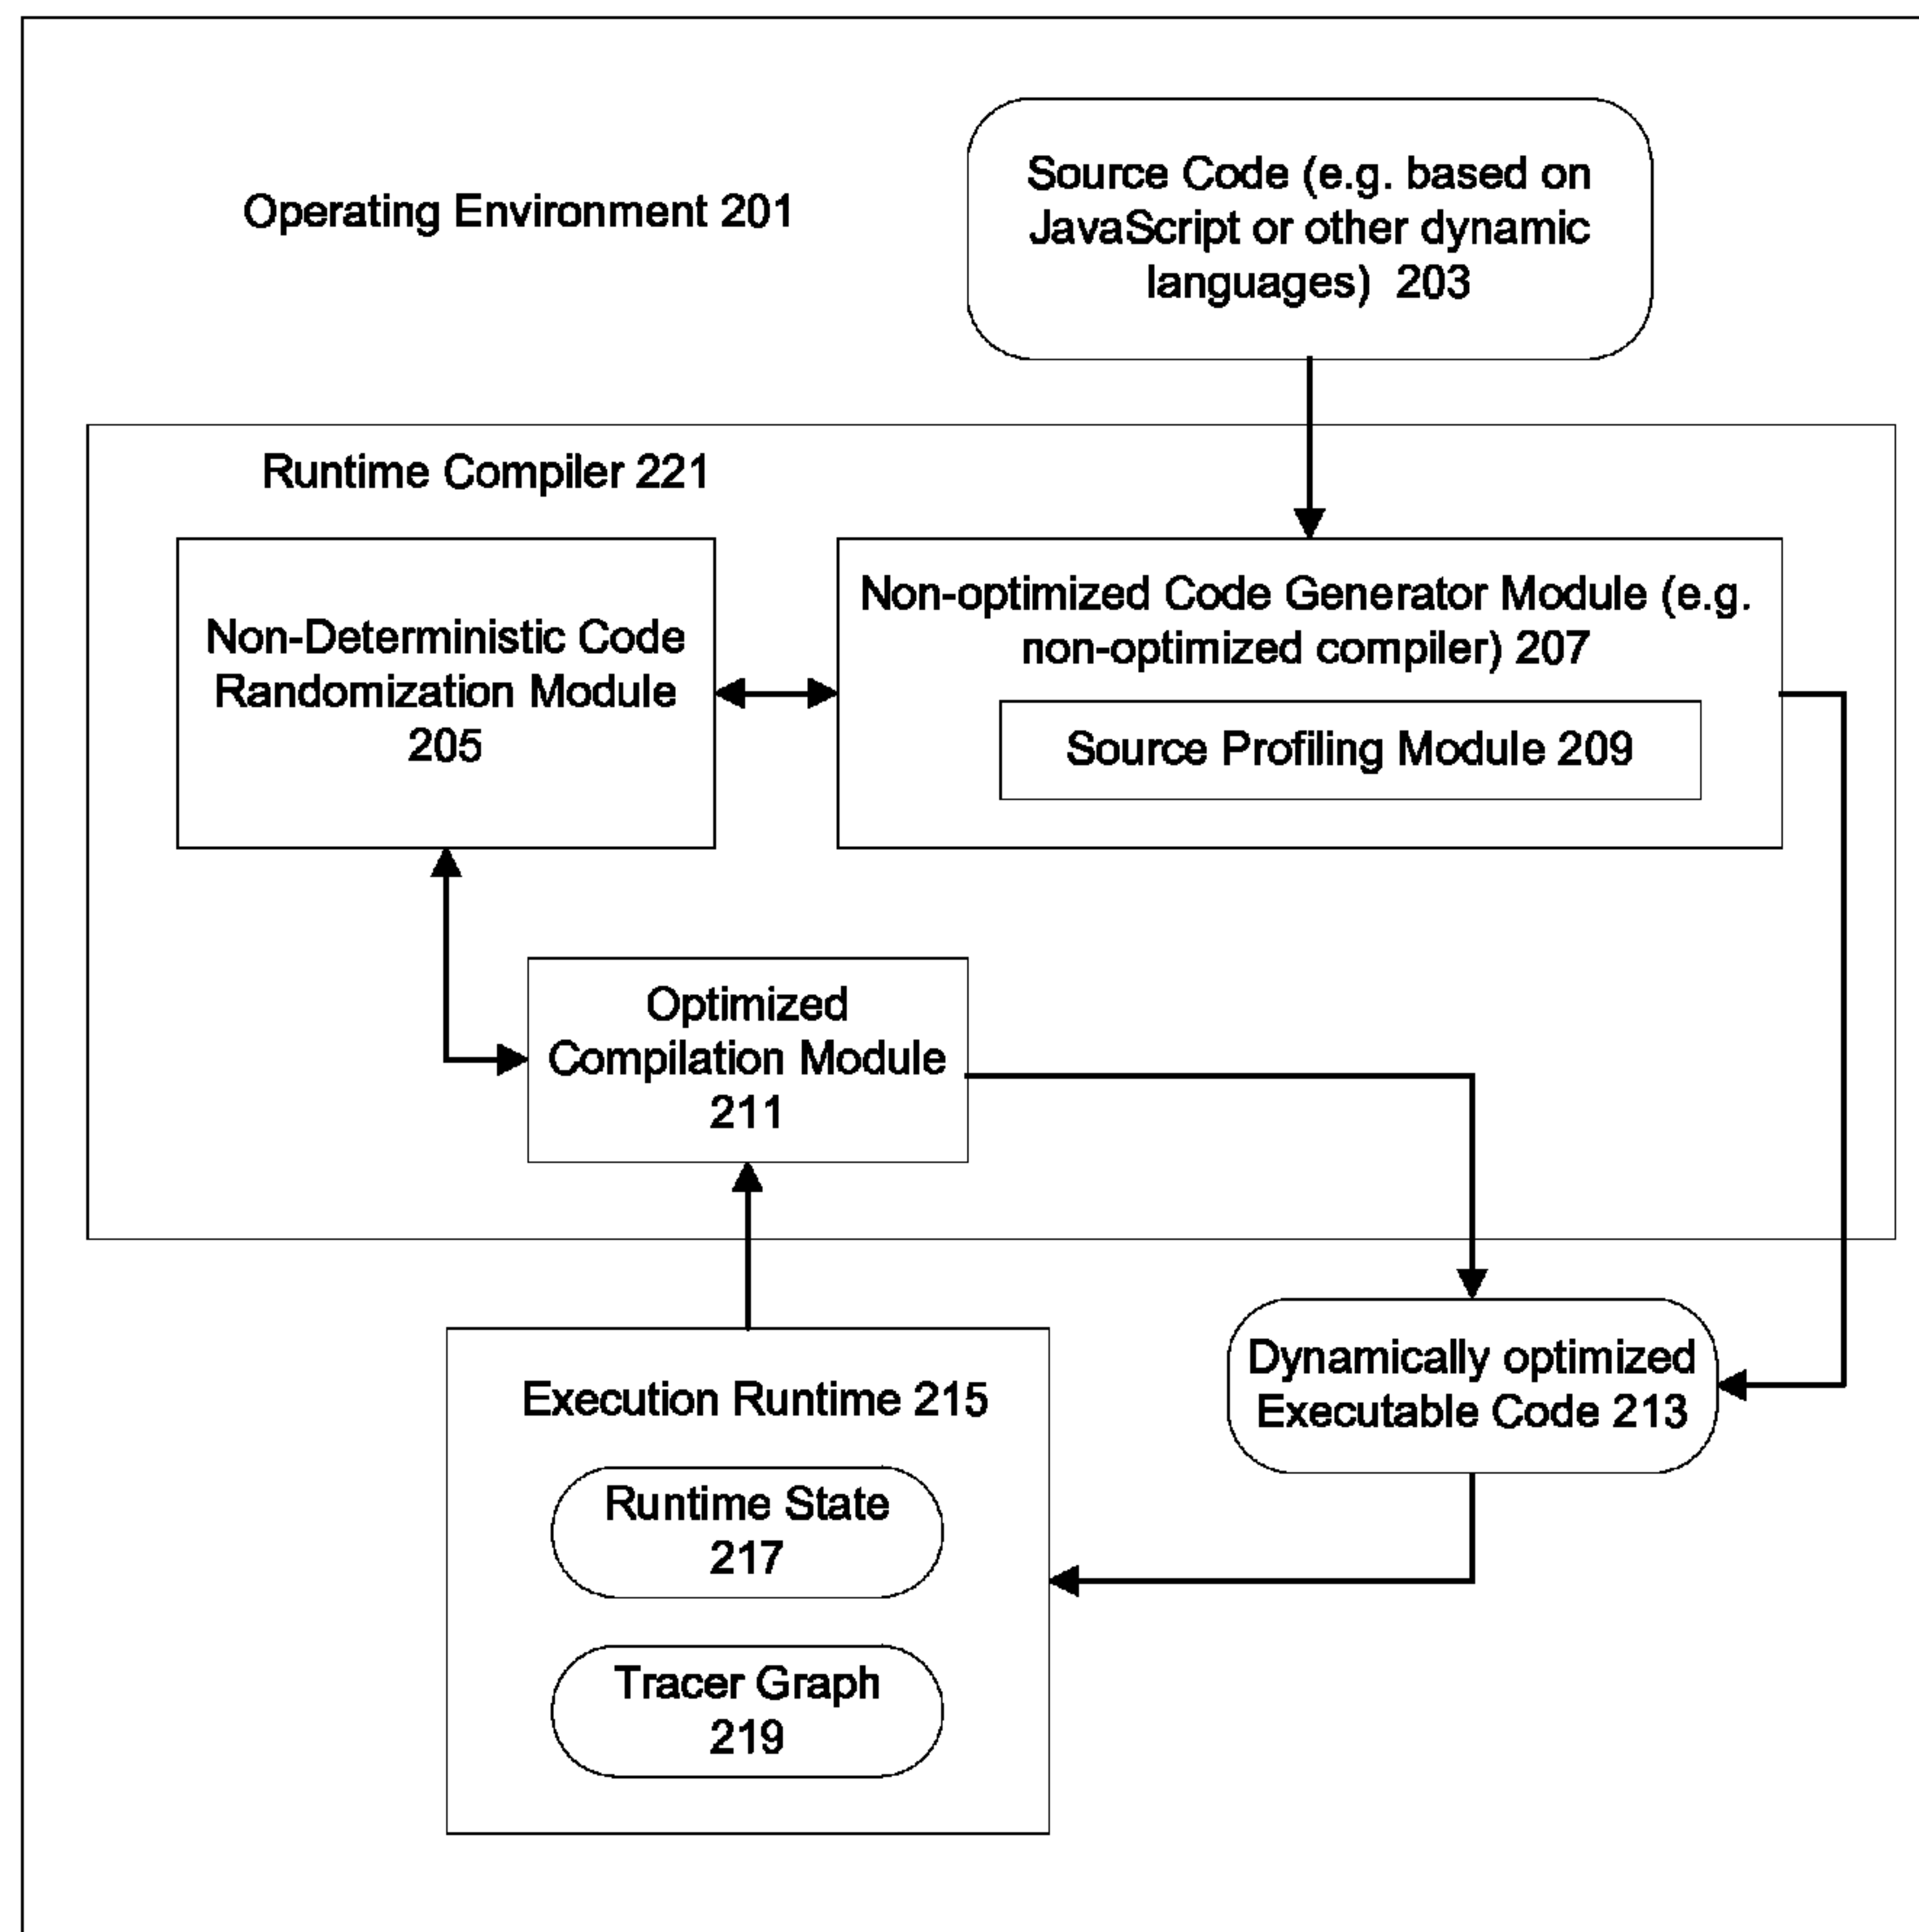 Operating Environment 201
Source Code (e.g. based on
JavaScript or other dynamic
languages) 203
Runtime Compiler 221
Non-Deterministic Code
Randomization Module
205
Non-optimized Code Generator Module (e.g.
non-optimized compiler) 207
Source Profiling Module 209
Optimized
Compilation Module
211
Execution Runtime 215
Runtime State
217
Tracer Graph
219
Dynamically optimized
Executable Code 213